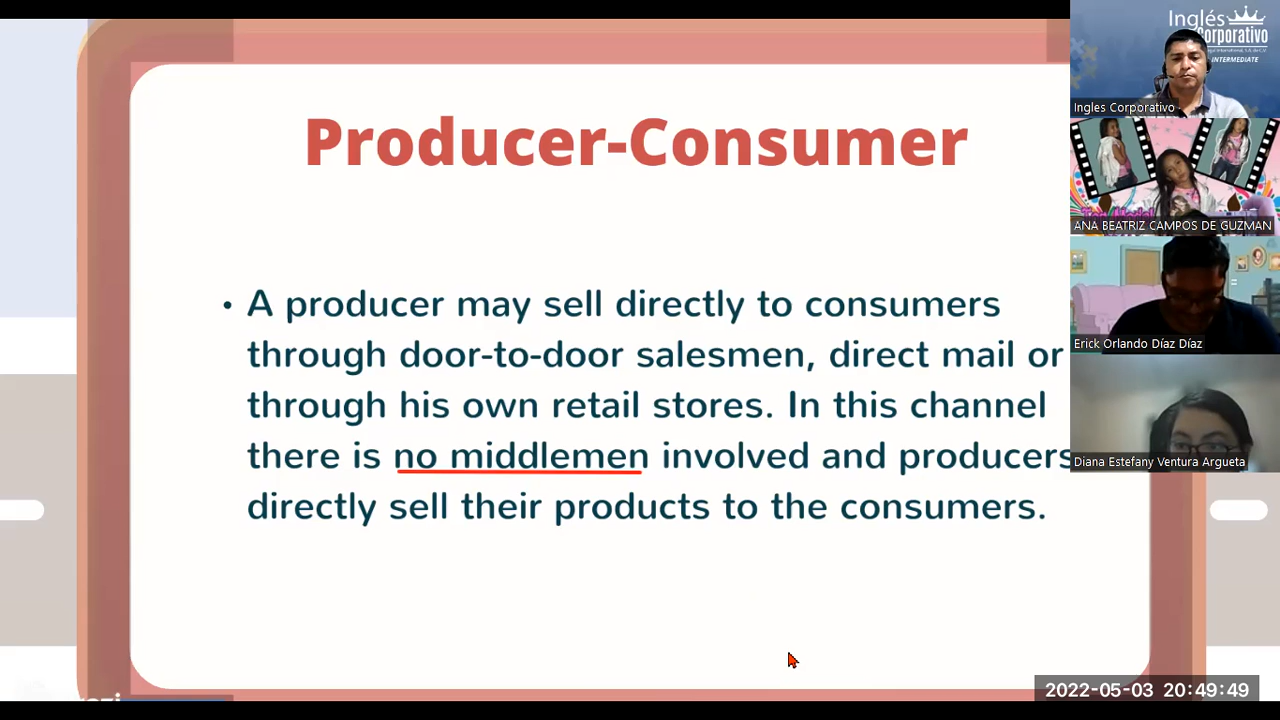 Producer-Consumer
• A producer may sell directly to consumers
through door-to-door salesmen, direct mail or
through his own retail stores. In this channel
there is no middlemen involved and producers
directly sell their products to the consumers.
Inglés
Corporativo
INTERMEDIATE
Ingles Corporativo
ANA BEATRIZ CAMPOS DE GUZMAN
Erick Orlando Díaz Díaz
Diana Estefany Ventura Argueta
2022-05-03 20:49:49